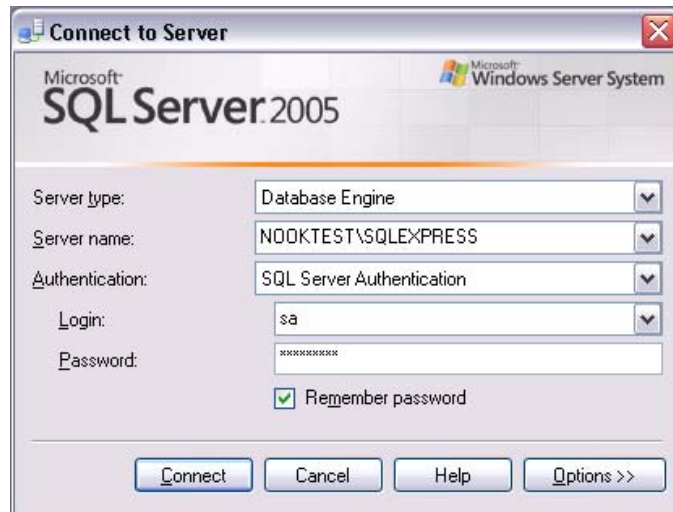 Connect to Server
Microsoft
SQL Server 2005
Microsoft
Windows Server System
Server type: Database Engine
Server name: NOOKTEST\SQLEXPRESS
Authentication: SQL Server Authentication
Login: sa
Password: *********
Remember password
Connect Cancel Help Options >>